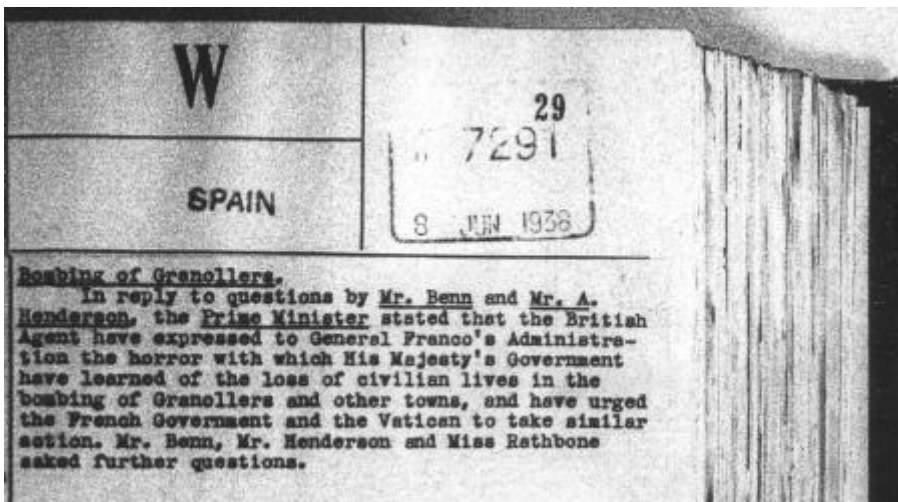 W
29
7291
SPAIN
8 JUN 1938
Bombing of Granollers.
In reply to questions by Mr. Benn and Mr. A.
Henderson, the Prime Minister stated that the British
Agent have expressed to General Franco's Administra-
tion the horror with which His Majesty's Government
have learned of the loss of civilian lives in the
bombing of Granollers and other towns, and have urged
the French Government and the Vatican to take similar
action. Mr. Benn, Mr. Henderson and Miss Rathbone
asked further questions.